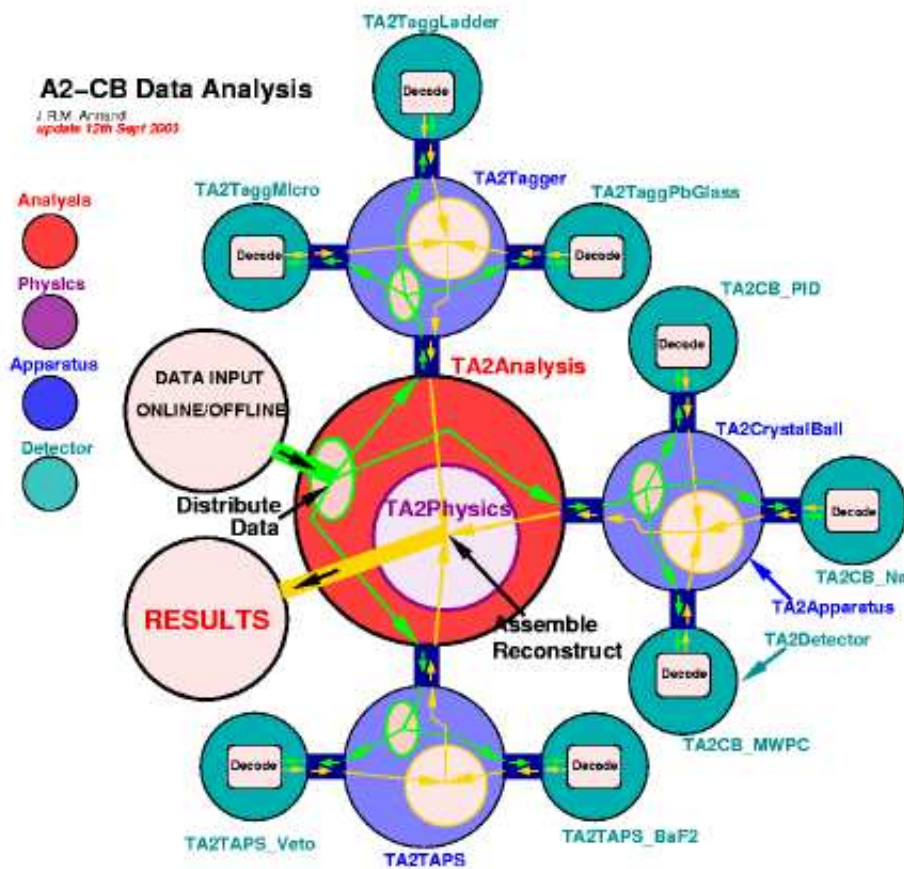 TA2TaggLadder
A2-CB Data Analysis
J.R.M. Annand
update 12th Sept 2003
Decode
TA2TaggMicro
TA2Tagger
TA2TaggPbGlass
Analysis
Decode
Decode
Physics
TA2CB_PID
Decode
Apparatus
TA2Analysis
DATA INPUT
ONLINE/OFFLINE
TA2CrystalBall
Detector
Distribute
Data
TA2Physics
Decode
TA2CB_Na
RESULTS
TA2Apparatus
Assemble
Reconstruct
TA2Detector
Decode
TA2CB_MWPC
Decode
Decode
TA2TAPS_Veto
TA2TAPS
TA2TAPS_BaF2